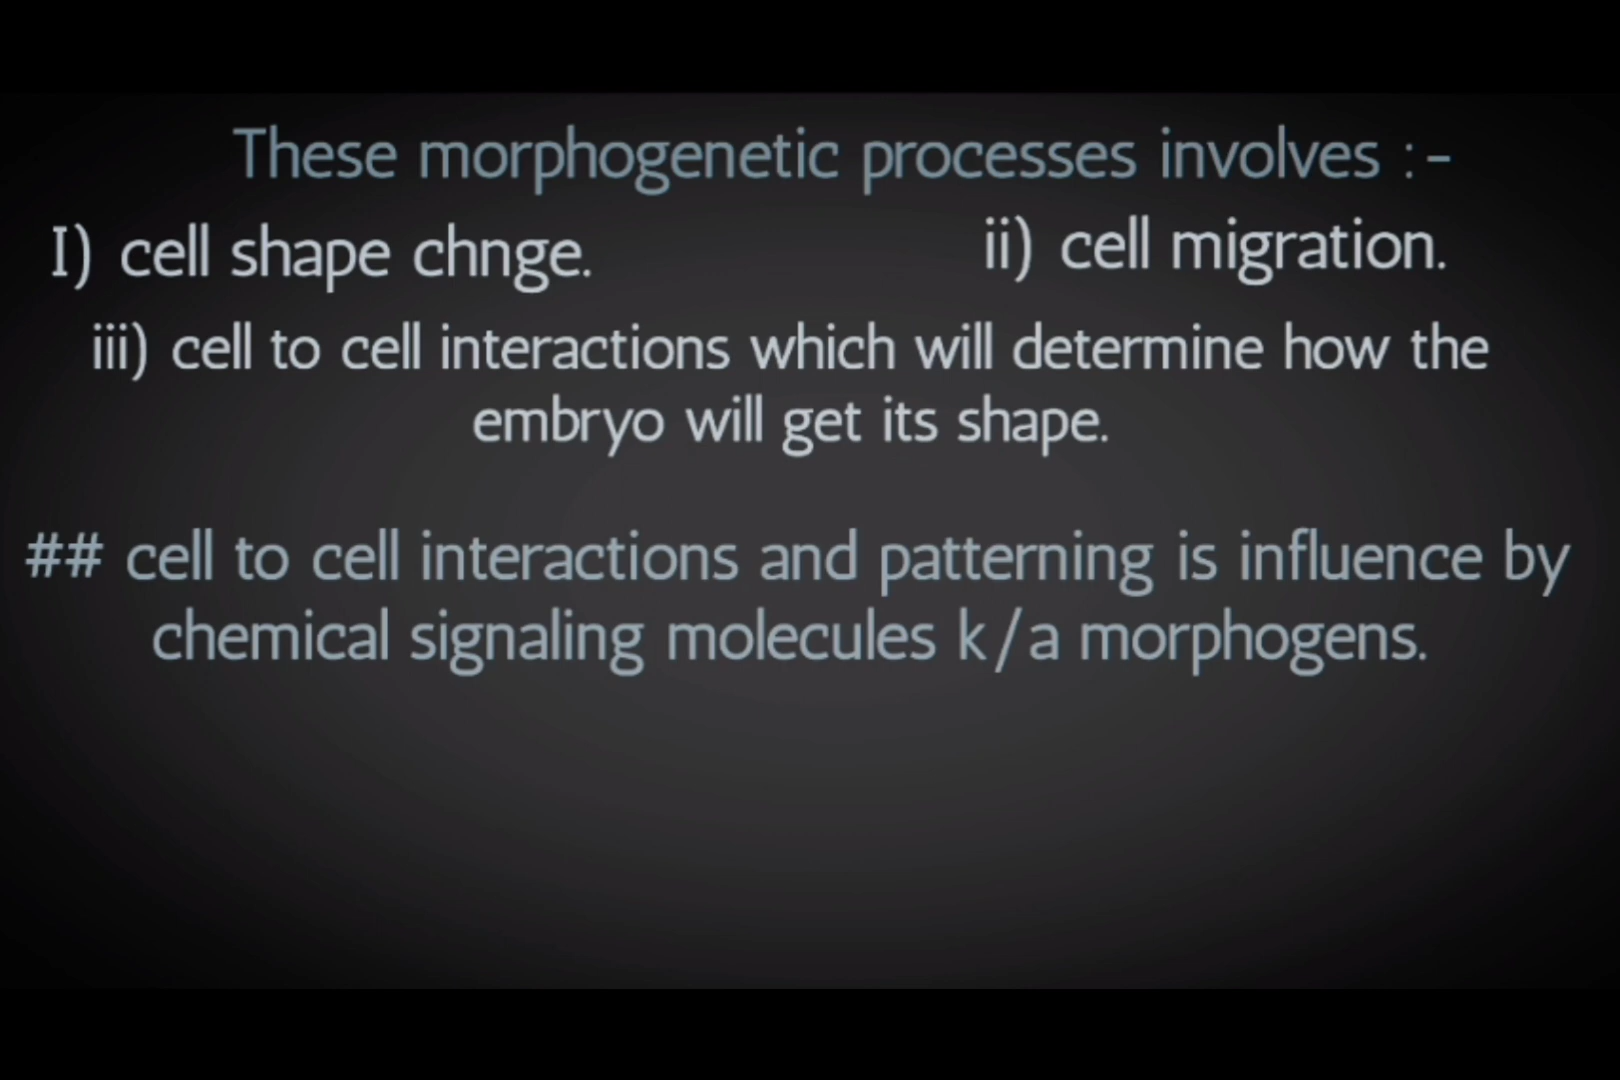 These morphogenetic processes involves :-
I) cell shape chnge.
ii) cell migration.
iii) cell to cell interactions which will determine how the
embryo will get its shape.
## cell to cell interactions and patterning is influence by
chemical signaling molecules k/a morphogens.